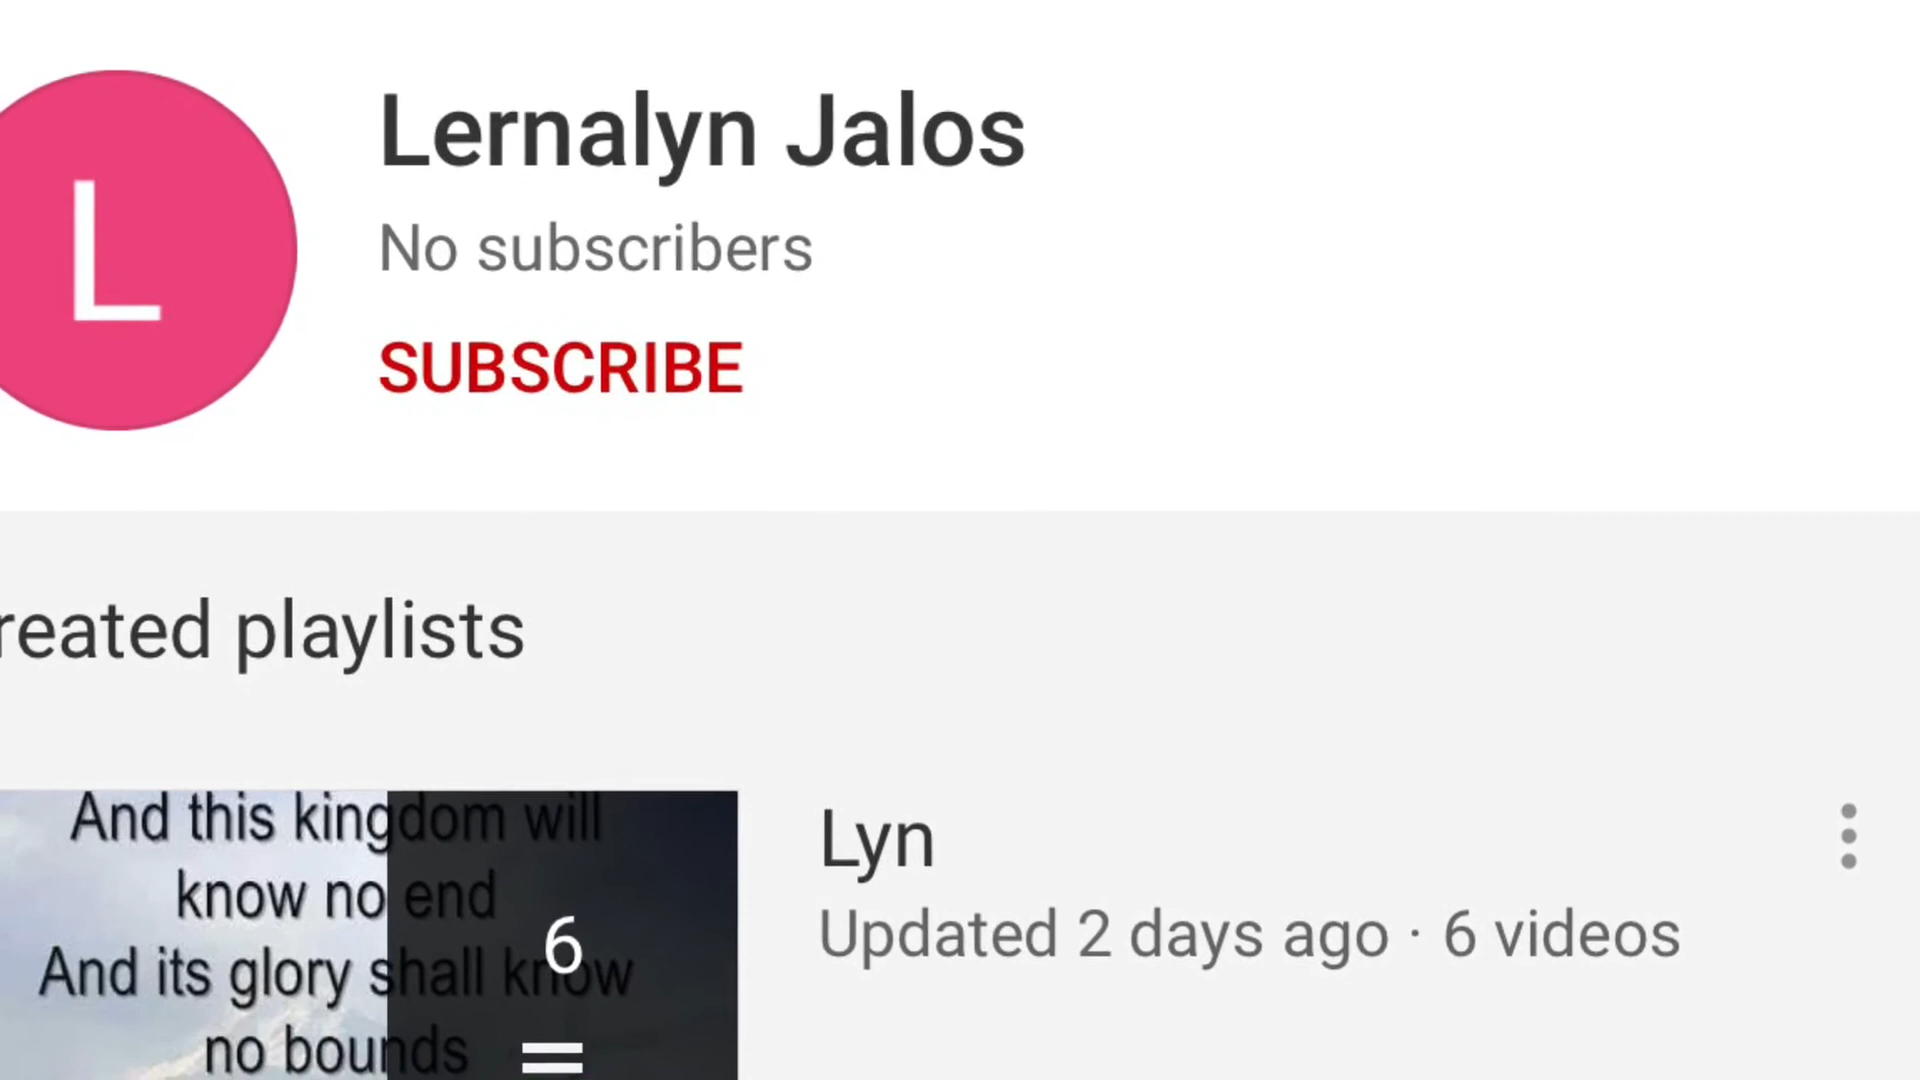 L
Lernalyn Jalos
No subscribers
SUBSCRIBE
reated playlists
And this kingdom will
know no end
And its glory shall know
no bounds
6
Lyn
Updated 2 days ago · 6 videos